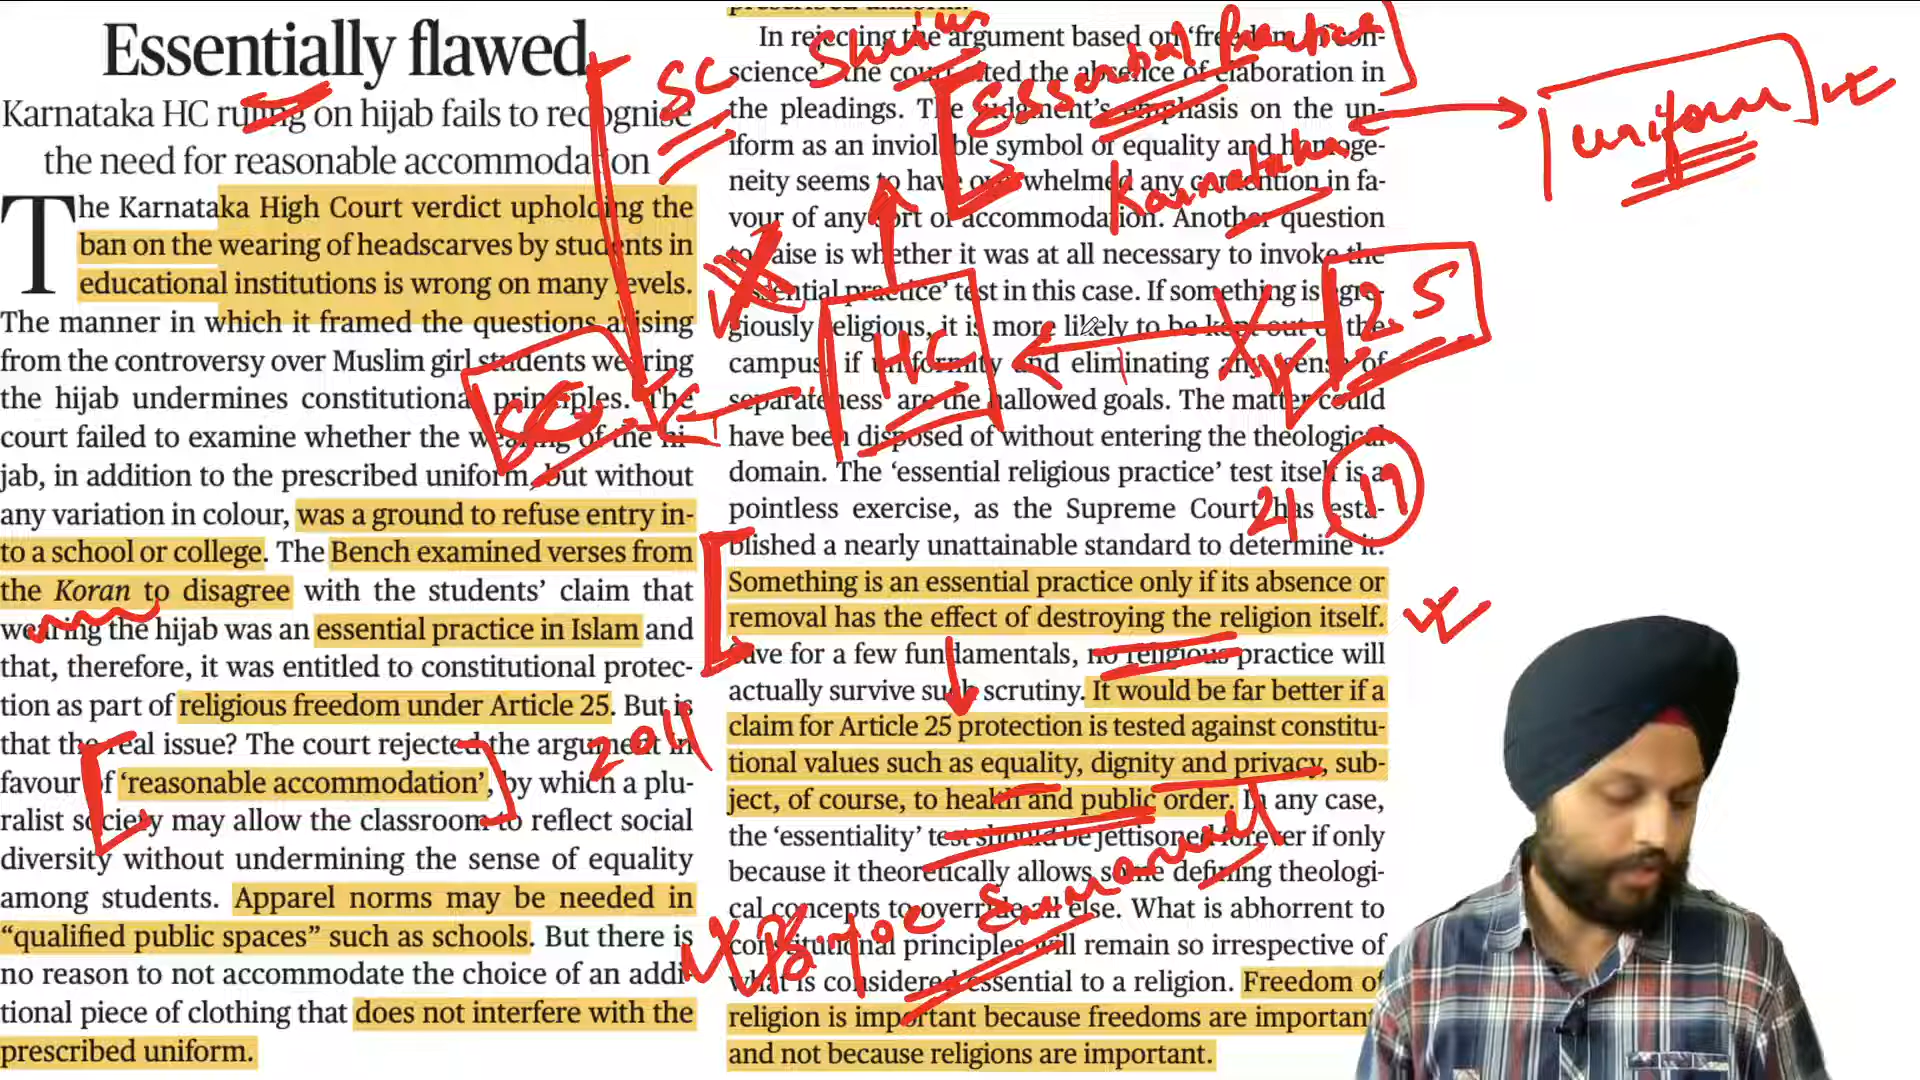 Essentially flawed
Karnataka HC ruling on hijab fails to recognise
the need for reasonable accommodation
The Karnataka High Court verdict upholding the
ban on the wearing of headscarves by students in
educational institutions is wrong on many levels.
The manner in which it framed the questions arising
from the controversy over Muslim girl students wearing
the hijab undermines constitutional principles. The
court failed to examine whether the wearing of the hi-
jab, in addition to the prescribed uniform, but without
any variation in colour, was a ground to refuse entry in-
to a school or college. The Bench examined verses from
the Koran to disagree with the students’ claim that
wearing the hijab was an essential practice in Islam and
that, therefore, it was entitled to constitutional protec-
tion as part of religious freedom under Article 25. But is
that the real issue? The court rejected the argument in
favour of ‘reasonable accommodation’, by which a plu-
ralist society may allow the classroom to reflect social
diversity without undermining the sense of equality
among students. Apparel norms may be needed in
“qualified public spaces” such as schools. But there is
no reason to not accommodate the choice of an addi-
tional piece of clothing that does not interfere with the
prescribed uniform.
prescribed uniform.
In rejecting the argument based on ‘freedom of con-
science’, the court cited the absence of elaboration in
the pleadings. The judgment’s emphasis on the un-
iform as an inviolable symbol of equality and homoge-
neity seems to have overwhelmed any contention in fa-
vour of any sort of accommodation. Another question
to raise is whether it was at all necessary to invoke the
‘essential practice’ test in this case. If something is egre-
giously religious, it is more likely to be kept out of the
campus, if uniformity and eliminating any ‘sense of
separateness’ are the hallowed goals. The matter could
have been disposed of without entering the theological
domain. The ‘essential religious practice’ test itself is a
pointless exercise, as the Supreme Court has esta-
blished a nearly unattainable standard to determine it.
Something is an essential practice only if its absence or
removal has the effect of destroying the religion itself.
Save for a few fundamentals, no religious practice will
actually survive such scrutiny. It would be far better if a
claim for Article 25 protection is tested against constitu-
tional values such as equality, dignity and privacy, sub-
ject, of course, to health and public order. In any case,
the ‘essentiality’ test should be jettisoned forever if only
because it theoretically allows some defining theologi-
cal concepts to override all else. What is abhorrent to
constitutional principles will remain so irrespective of
what is considered essential to a religion. Freedom of
religion is important because freedoms are important
and not because religions are important.
SC
Essential Practice
Karnataka
uniform
HC
25
SC
21
19
2011
Bijoe Emmanuel